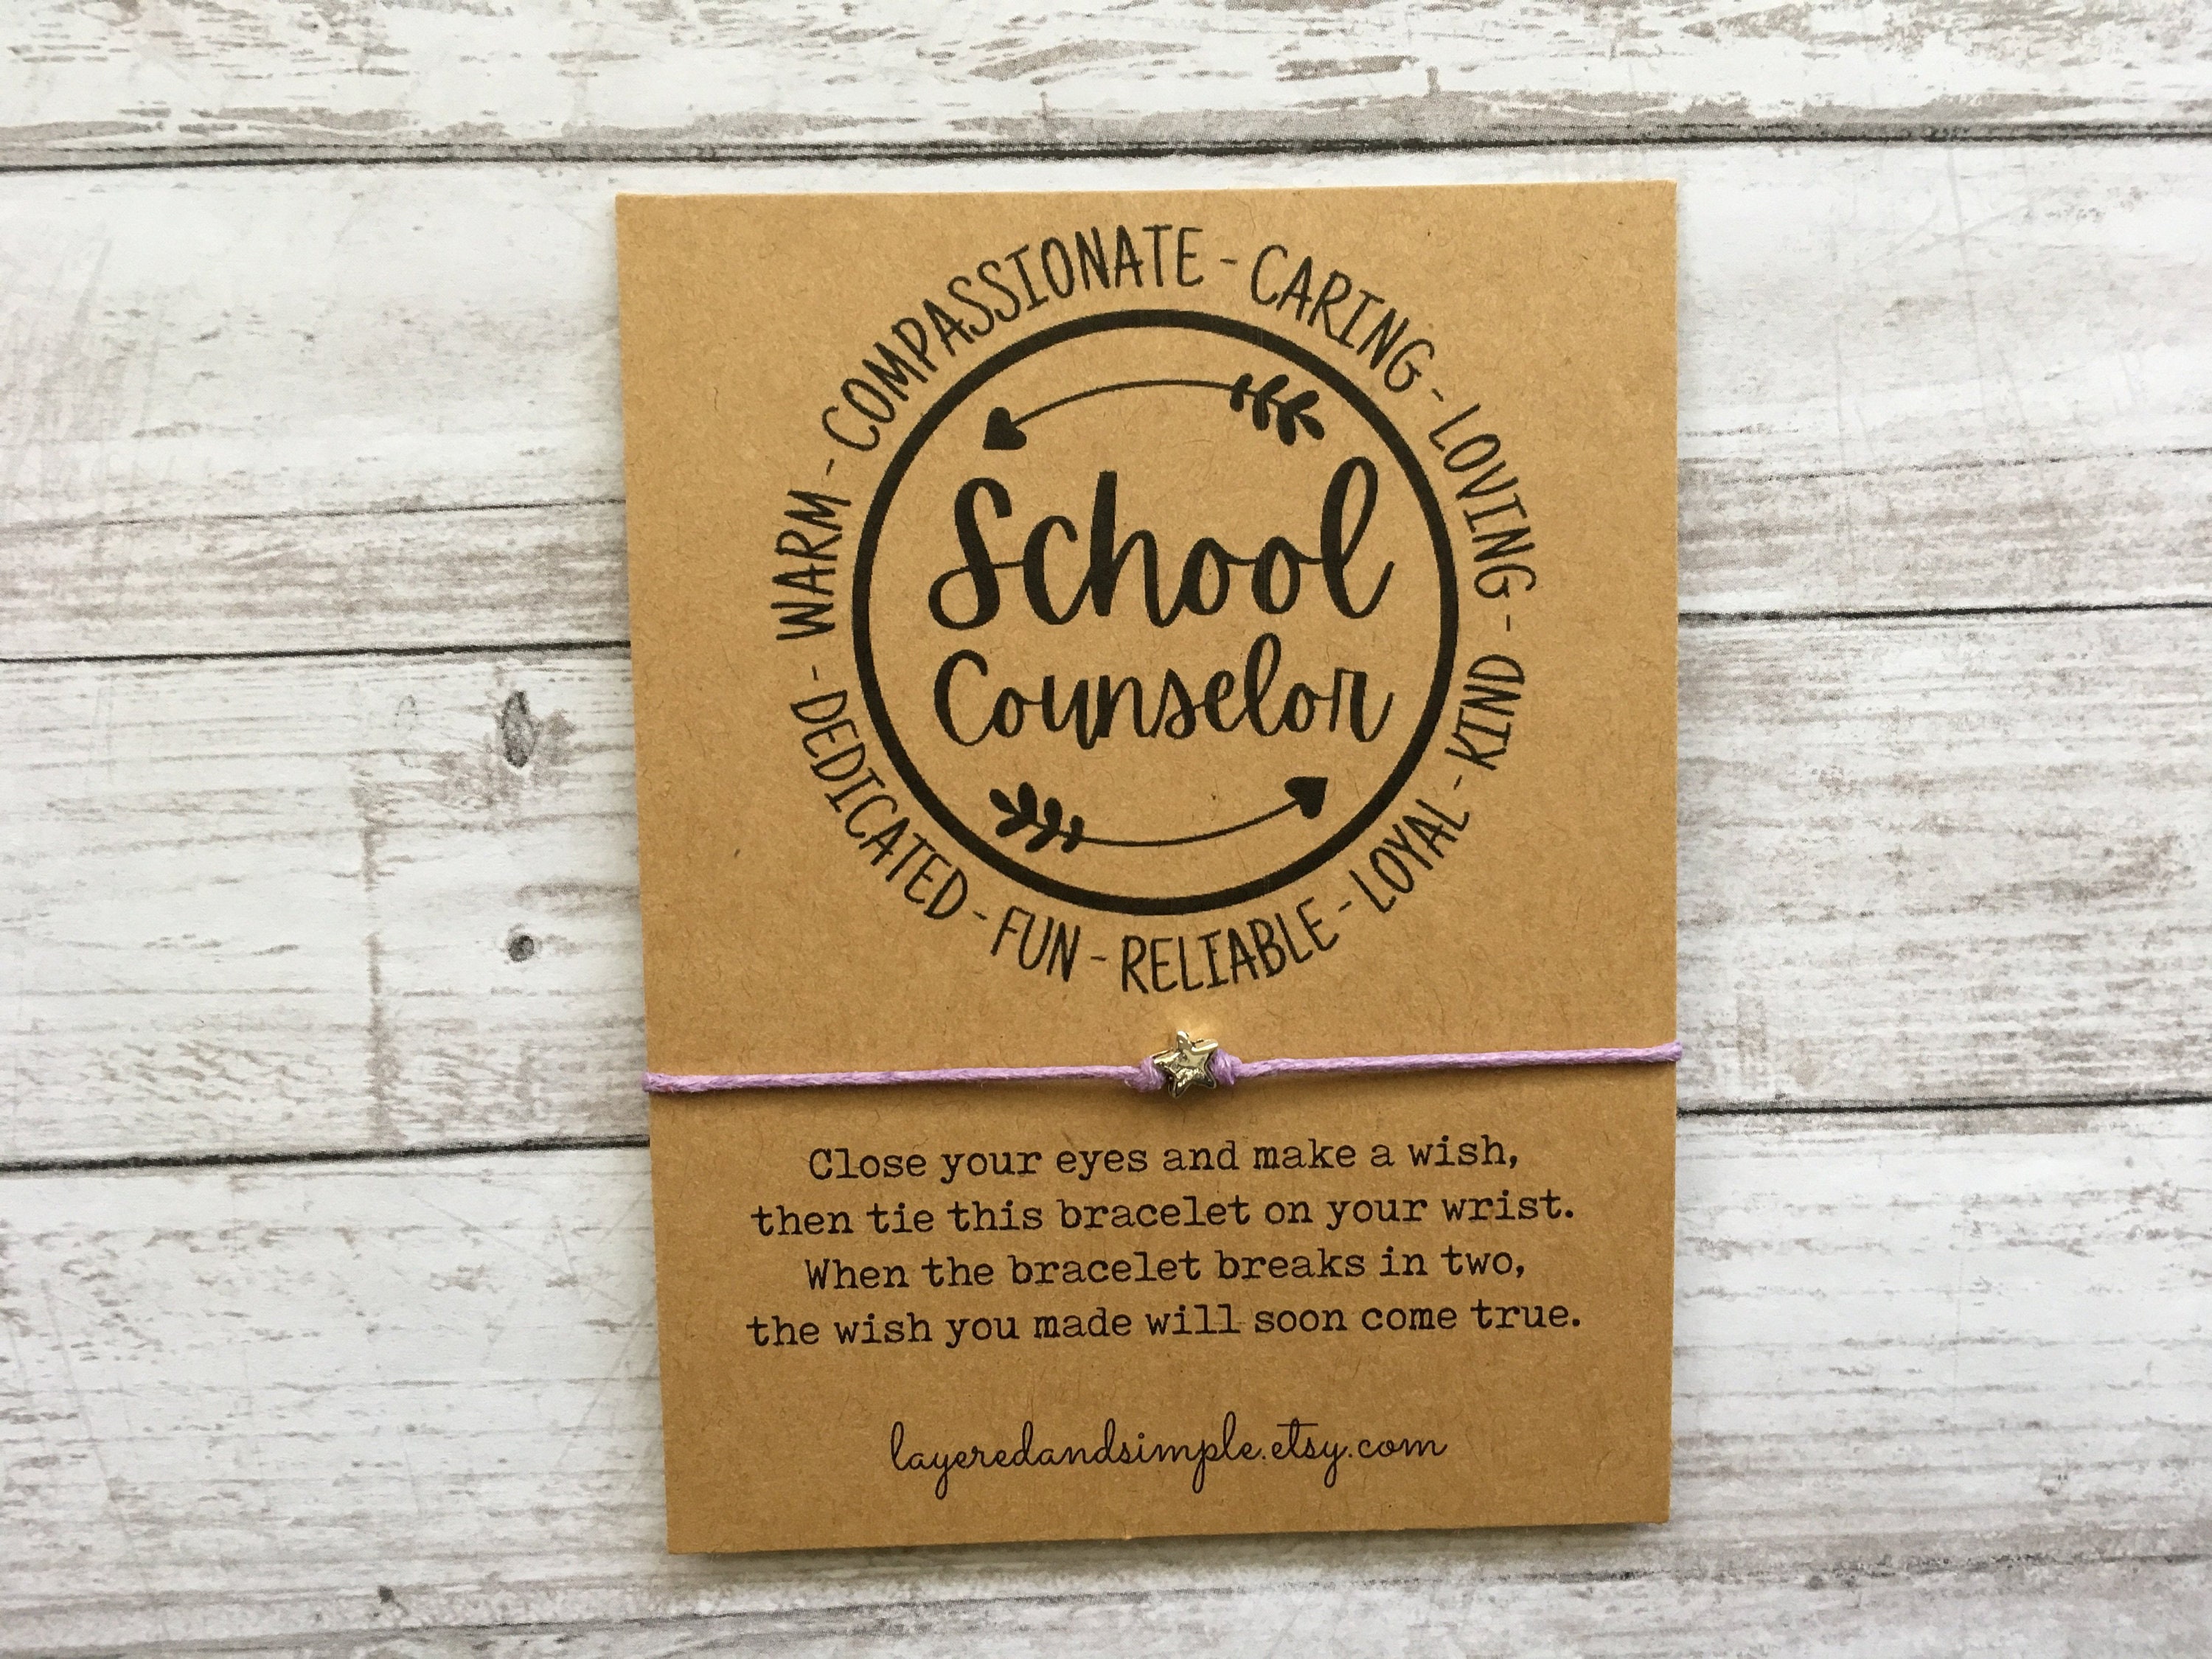 WARM - COMPASSIONATE - CARING - LOVING - KIND - LOYAL - RELIABLE - FUN - DEDICATED -
School
Counselor
Close your eyes and make a wish,
then tie this bracelet on your wrist.
When the bracelet breaks in two,
the wish you made will soon come true.
layeredandsimple.etsy.com